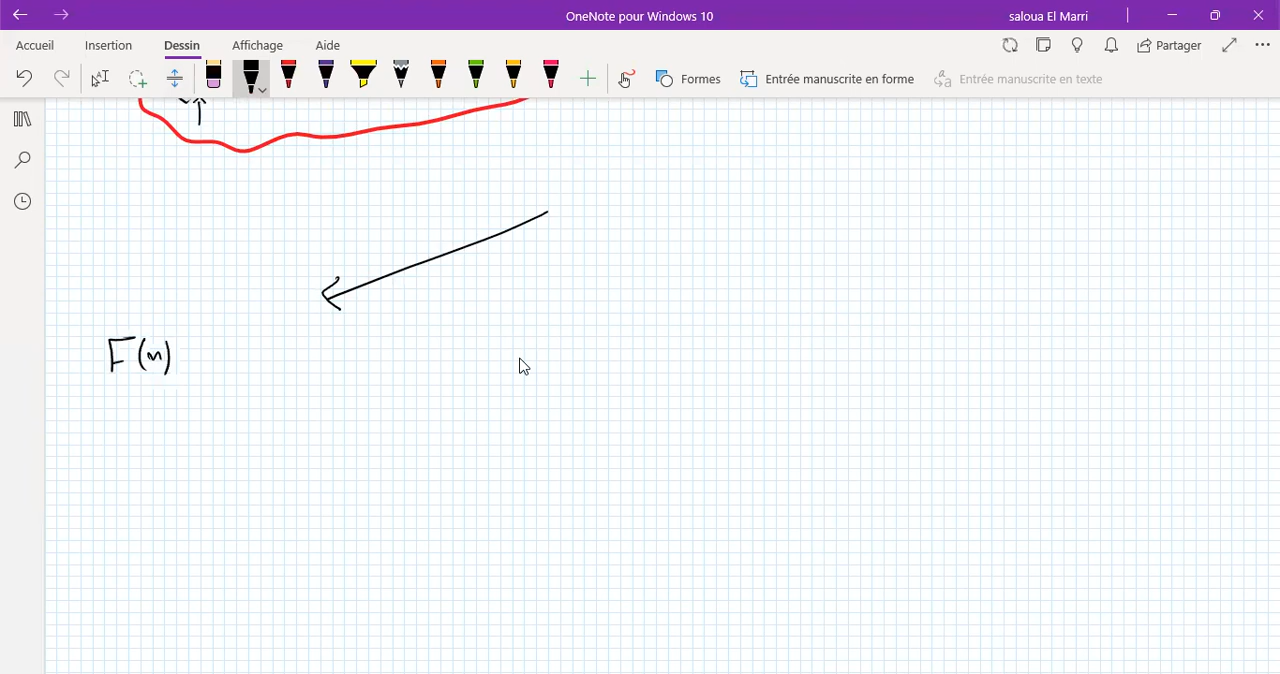 OneNote pour Windows 10
saloua El Marri
Accueil Insertion Dessin Affichage Aide
Partager
Formes Entrée manuscrite en forme Entrée manuscrite en texte
F(n)